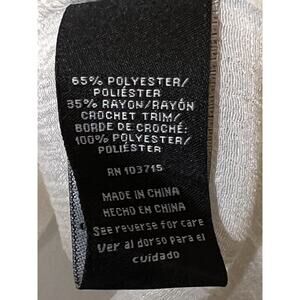 65% POLYESTER/
POLIÉSTER
35% RAYON/RAYÓN
CROCHET TRIM/
BORDE DE CROCHÉ:
100% POLYESTER/
POLIÉSTER
RN 103715
MADE IN CHINA
HECHO EN CHINA
See reverse for care
Ver al dorso para el
cuidado